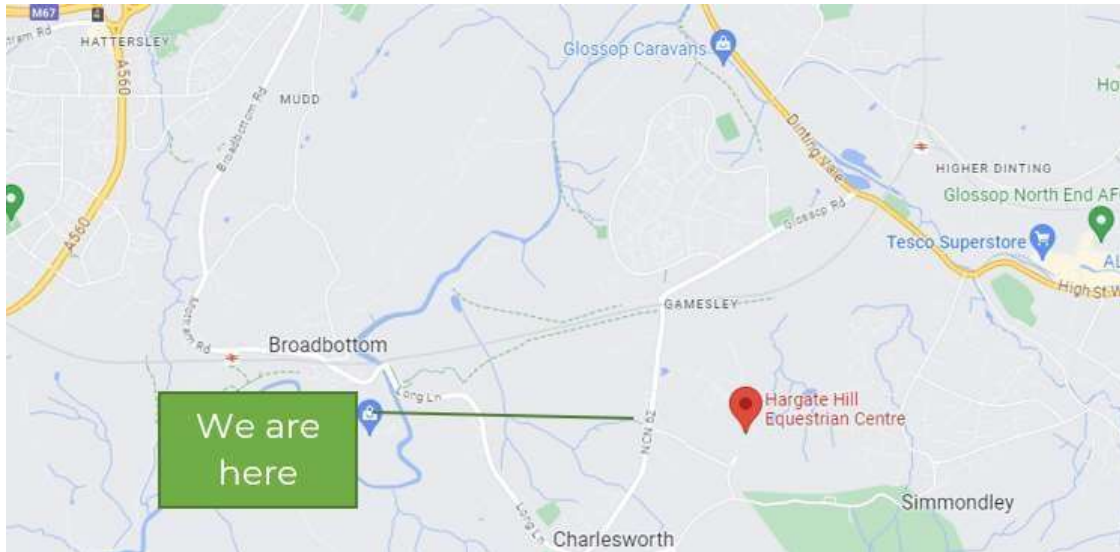 M67
4
HATTERSLEY
A560
MUDD
Broadbottom Rd
Glossop Caravans
Dinting Vale
HIGHER DINTING
Glossop North End
Glossop Rd
Tesco Superstore
A560
High St
GAMESLEY
Mottram Rd
Broadbottom
Long Ln
Hargate Hill
Equestrian Centre
We are
here
NCN 62
Simmondley
Long Ln
Charlesworth